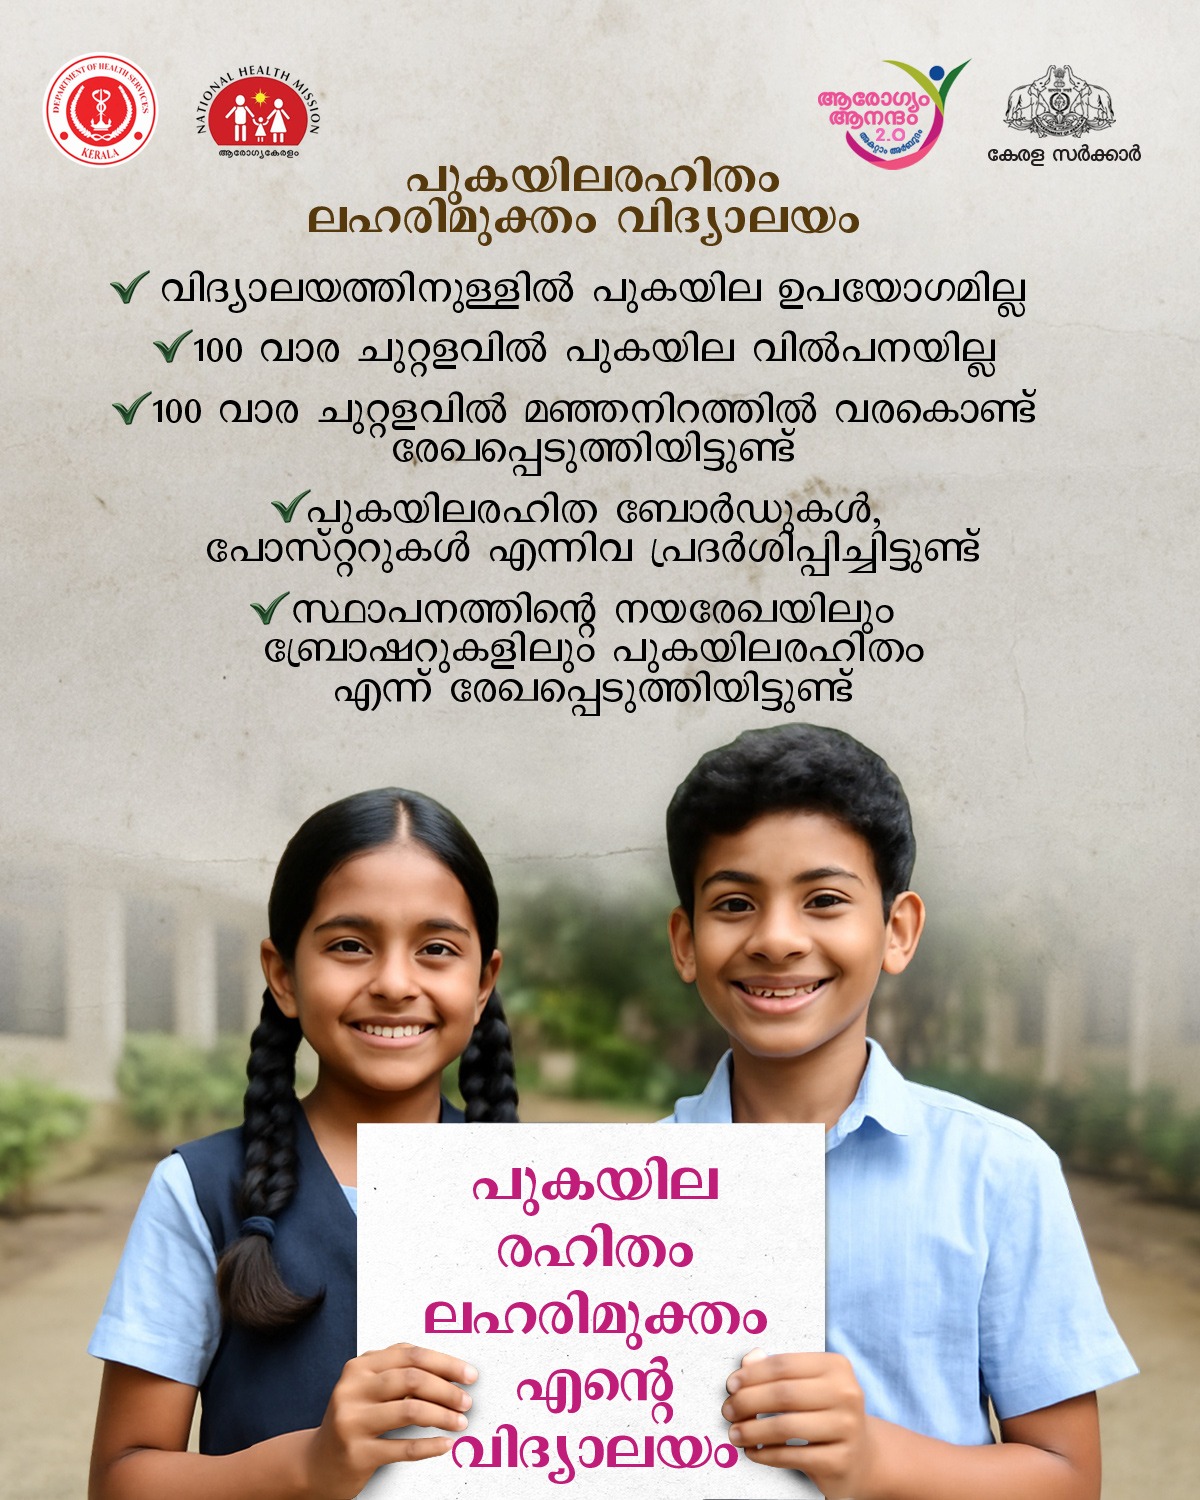 DEPARTMENT OF HEALTH SERVICES
KERALA
NATIONAL HEALTH MISSION
ആരോഗ്യകേരളം
ആരോഗ്യം
ആനന്ദം
2.0
അകറ്റാം അർബുദം
കേരള സർക്കാർ
പുകയിലരഹിതം
ലഹരിമുക്തം വിദ്യാലയം
വിദ്യാലയത്തിനുള്ളിൽ പുകയില ഉപയോഗമില്ല
100 വാര ചുറ്റളവിൽ പുകയില വിൽപനയില്ല
100 വാര ചുറ്റളവിൽ മഞ്ഞനിറത്തിൽ വരകൊണ്ട്
രേഖപ്പെടുത്തിയിട്ടുണ്ട്
പുകയിലരഹിത ബോർഡുകൾ,
പോസ്റ്ററുകൾ എന്നിവ പ്രദർശിപ്പിച്ചിട്ടുണ്ട്
സ്ഥാപനത്തിന്റെ നയരേഖയിലും
ബ്രോഷറുകളിലും പുകയിലരഹിതം
എന്ന് രേഖപ്പെടുത്തിയിട്ടുണ്ട്
പുകയില
രഹിതം
ലഹരിമുക്തം
എന്റെ
വിദ്യാലയം